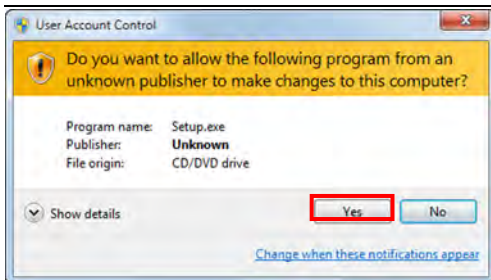 User Account Control
Do you want to allow the following program from an
unknown publisher to make changes to this computer?
Program name: Setup.exe
Publisher: Unknown
File origin: CD/DVD drive
Show details
Yes
No
Change when these notifications appear